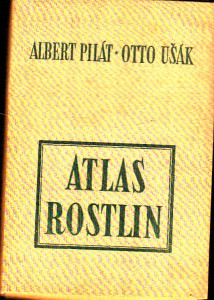 ALBERT PILÁT · OTTO UŠÁK
ATLAS
ROSTLIN